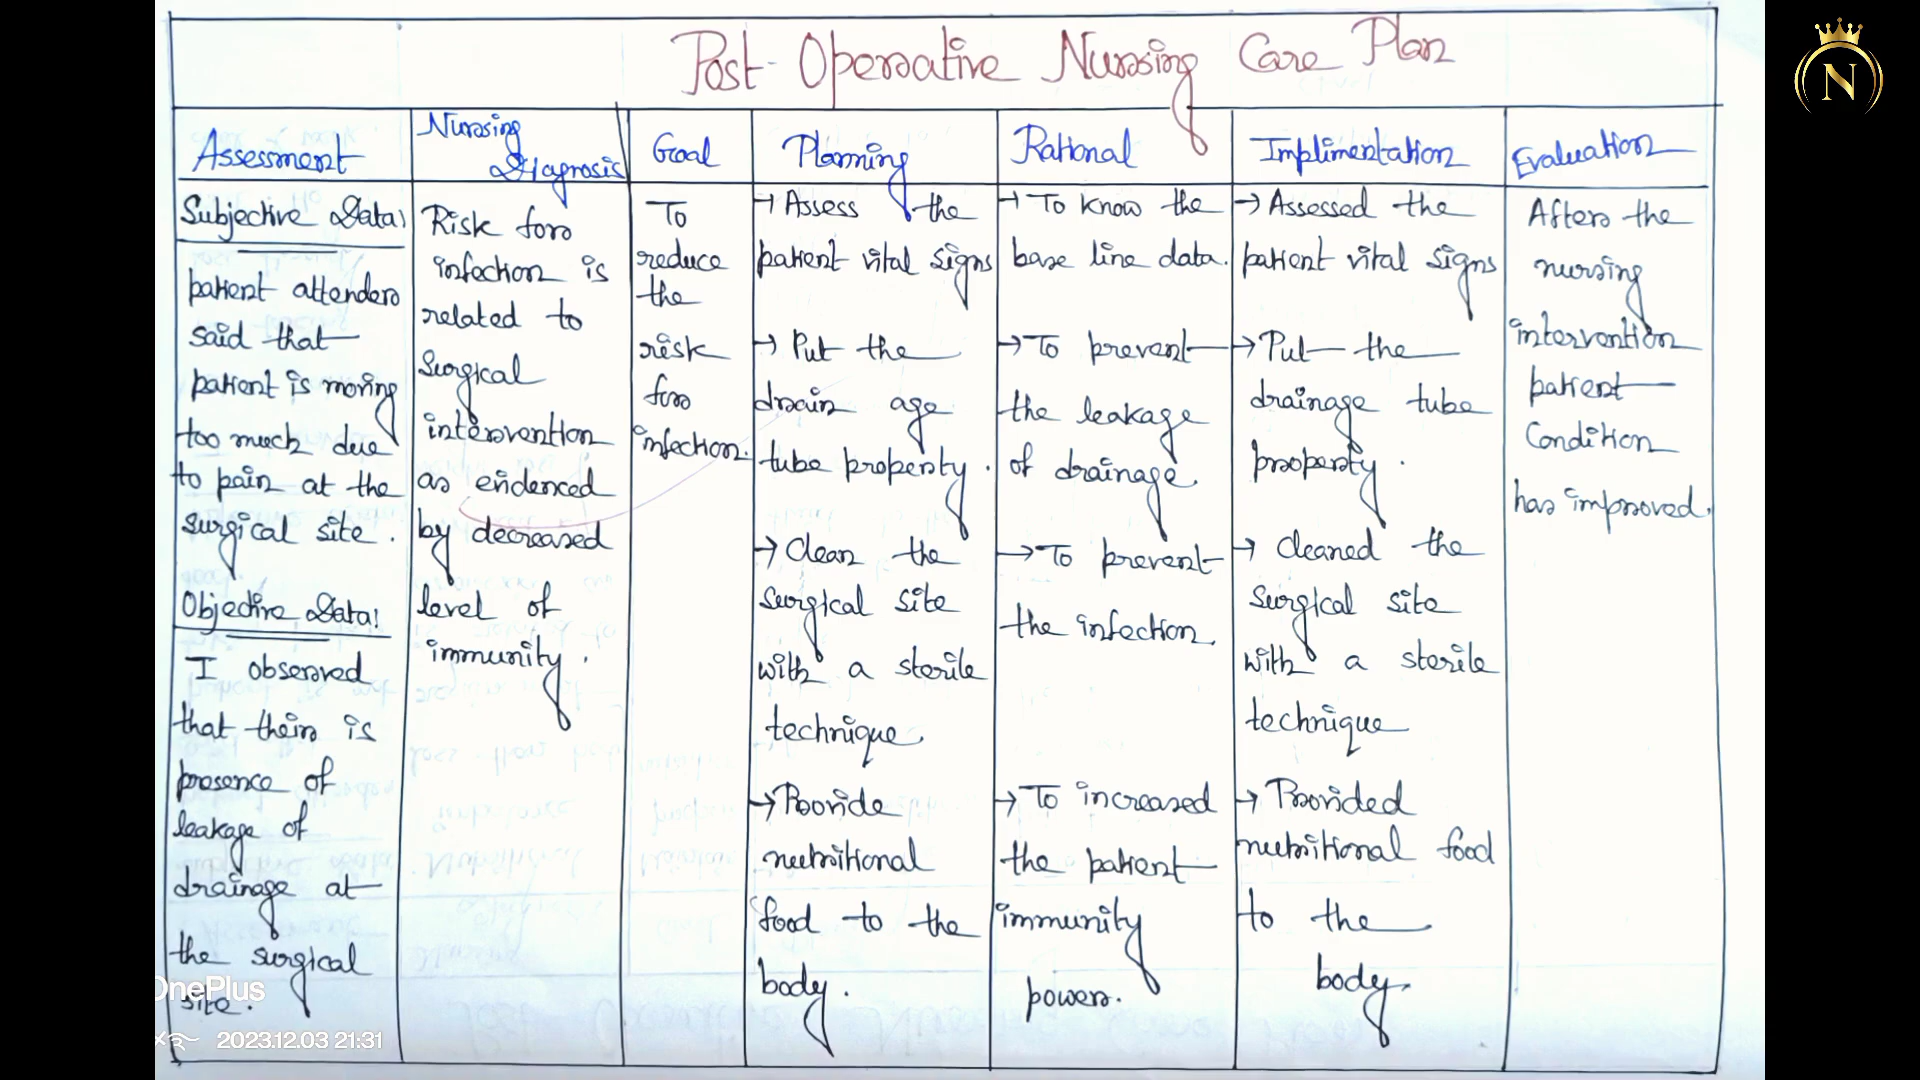 Post-Operative Nursing Care Plan
N
Assessment
Nursing
Diagnosis
Goal
Planning
Rational
Implimentation
Evaluation
Subjective Data:
patient attender
said that
patient is moving
too much due
to pain at the
surgical site.
Objective Data:
I observed
that their is
presence of
leakage of
drainage at
the surgical
site.
Risk for
infection is
related to
Surgical
intervention
as evidenced
by decreased
level of
immunity.
To
reduce
the
risk
for
infection.
→ Assess the
patient vital signs
→ Put the
drain age
tube properly.
→ Clean the
surgical site
with a sterile
technique.
→ Provide
nutritional
food to the
body.
→ To know the
base line data.
→ To prevent
the leakage
of drainage.
→ To prevent
the infection.
→ To increased
the patient
immunity
power.
→ Assessed the
patient vital signs
→ Put the
drainage tube
properly.
→ Cleaned the
surgical site
with a sterile
technique
→ Provided
nutritional food
to the
body.
After the
nursing
intervention
patient
Condition
has improved.
OnePlus
2023.12.03 21:31